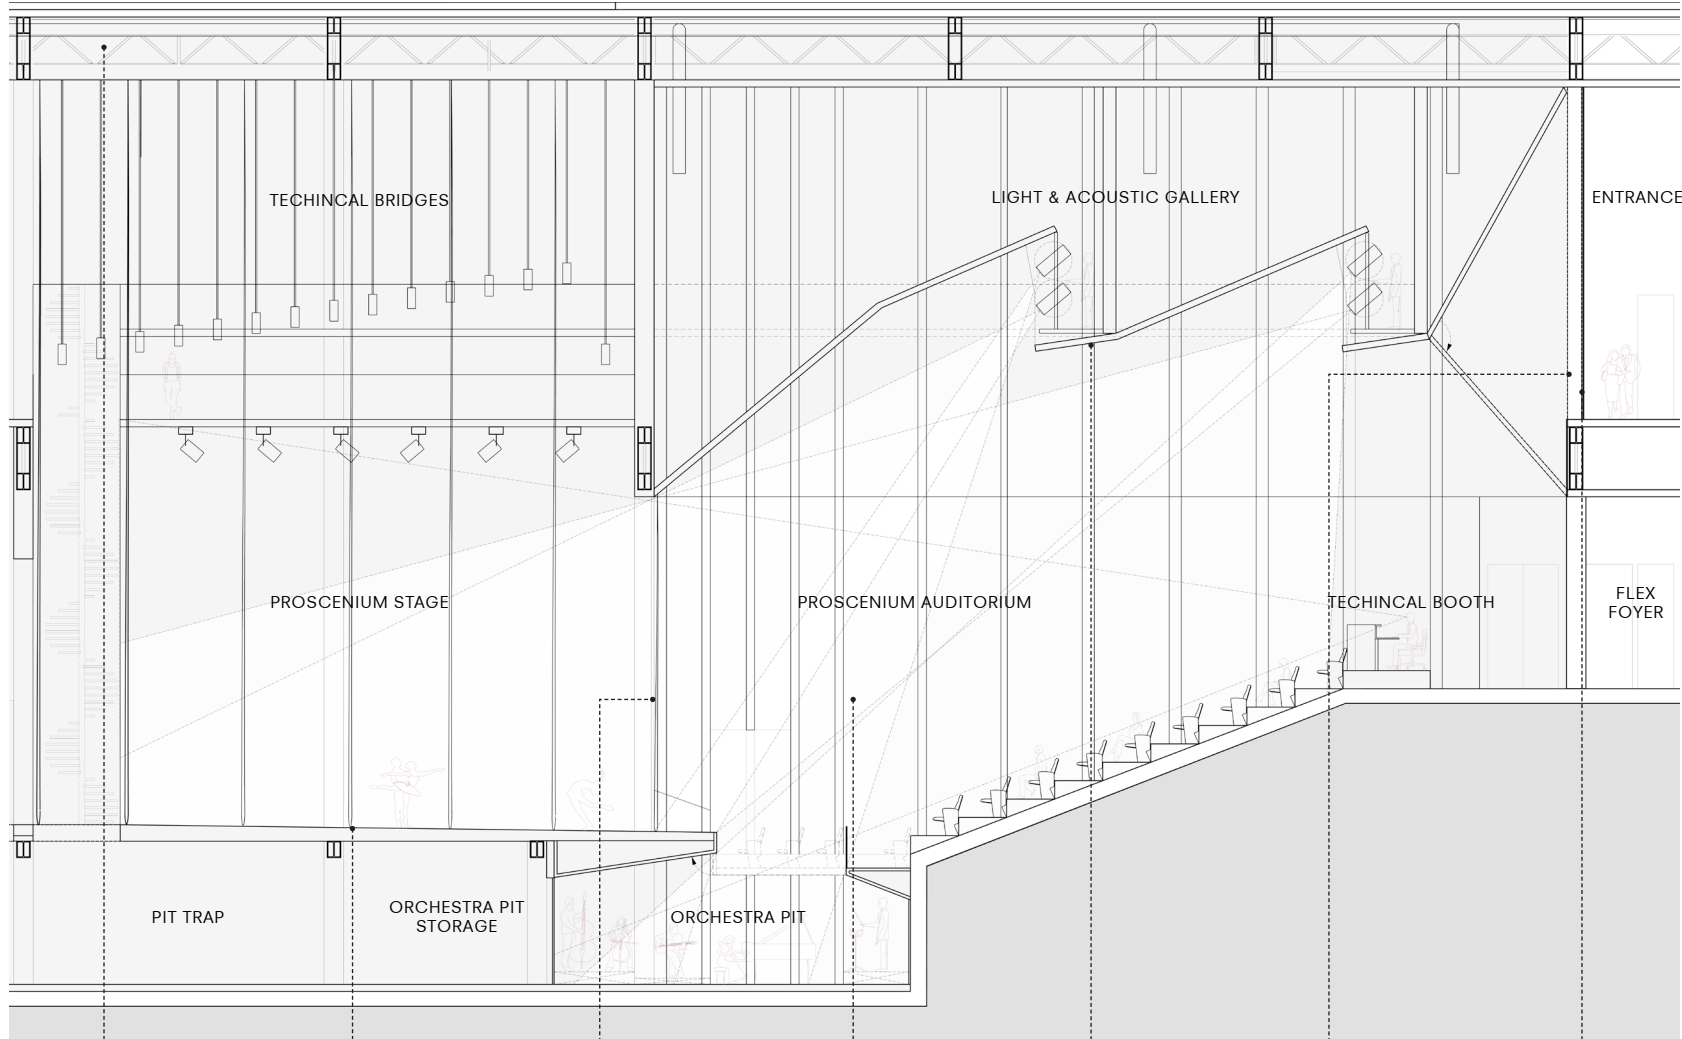 TECHINCAL BRIDGES
LIGHT & ACOUSTIC GALLERY
ENTRANCE
PROSCENIUM STAGE
PROSCENIUM AUDITORIUM
TECHINCAL BOOTH
FLEX
FOYER
PIT TRAP
ORCHESTRA PIT
STORAGE
ORCHESTRA PIT